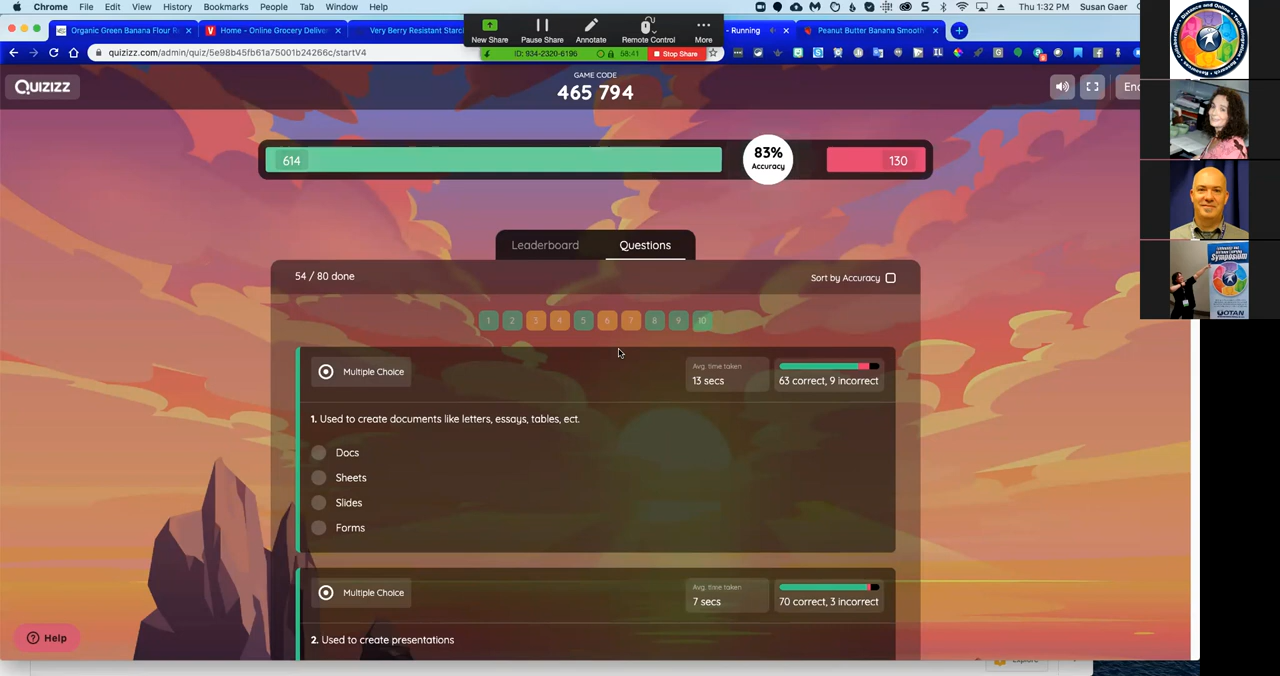 Chrome File Edit View History Bookmarks People Tab Window Help
Thu 1:32 PM Susan Gaer
Organic Green Banana Flour R
Home - Online Grocery Deliver
Very Berry Resistant Starc
- Running
Peanut Butter Banana Smooth
New Share
Pause Share
Annotate
Remote Control
More
quizizz.com/admin/quiz/5e98b45fb61a75001b24266c/startV4
ID: 934-2320-6196
58:41
Stop Share
QUIZIZZ
GAME CODE
465 794
614
83%
Accuracy
130
Leaderboard
Questions
54 / 80 done
Sort by Accuracy
1 2 3 4 5 6 7 8 9 10
Multiple Choice
Avg. time taken
13 secs
63 correct, 9 incorrect
1. Used to create documents like letters, essays, tables, ect.
Docs
Sheets
Slides
Forms
Multiple Choice
Avg. time taken
7 secs
70 correct, 3 incorrect
2. Used to create presentations
Help
Symposium
OTAN